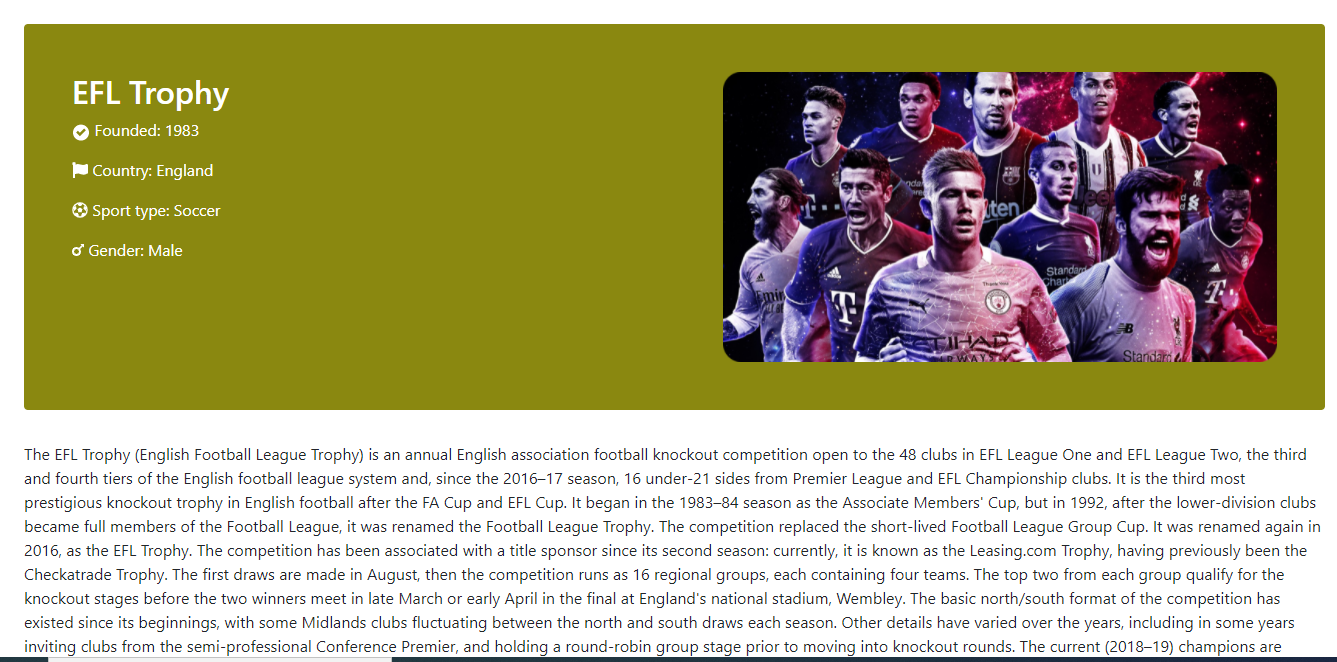 EFL Trophy
Founded: 1983
Country: England
Sport type: Soccer
Gender: Male
Standard
Chart
ETIHAD
AIRWAYS
Standard
The EFL Trophy (English Football League Trophy) is an annual English association football knockout competition open to the 48 clubs in EFL League One and EFL League Two, the third
and fourth tiers of the English football league system and, since the 2016–17 season, 16 under-21 sides from Premier League and EFL Championship clubs. It is the third most
prestigious knockout trophy in English football after the FA Cup and EFL Cup. It began in the 1983–84 season as the Associate Members' Cup, but in 1992, after the lower-division clubs
became full members of the Football League, it was renamed the Football League Trophy. The competition replaced the short-lived Football League Group Cup. It was renamed again in
2016, as the EFL Trophy. The competition has been associated with a title sponsor since its second season: currently, it is known as the Leasing.com Trophy, having previously been the
Checkatrade Trophy. The first draws are made in August, then the competition runs as 16 regional groups, each containing four teams. The top two from each group qualify for the
knockout stages before the two winners meet in late March or early April in the final at England's national stadium, Wembley. The basic north/south format of the competition has
existed since its beginnings, with some Midlands clubs fluctuating between the north and south draws each season. Other details have varied over the years, including in some years
inviting clubs from the semi-professional Conference Premier, and holding a round-robin group stage prior to moving into knockout rounds. The current (2018–19) champions are